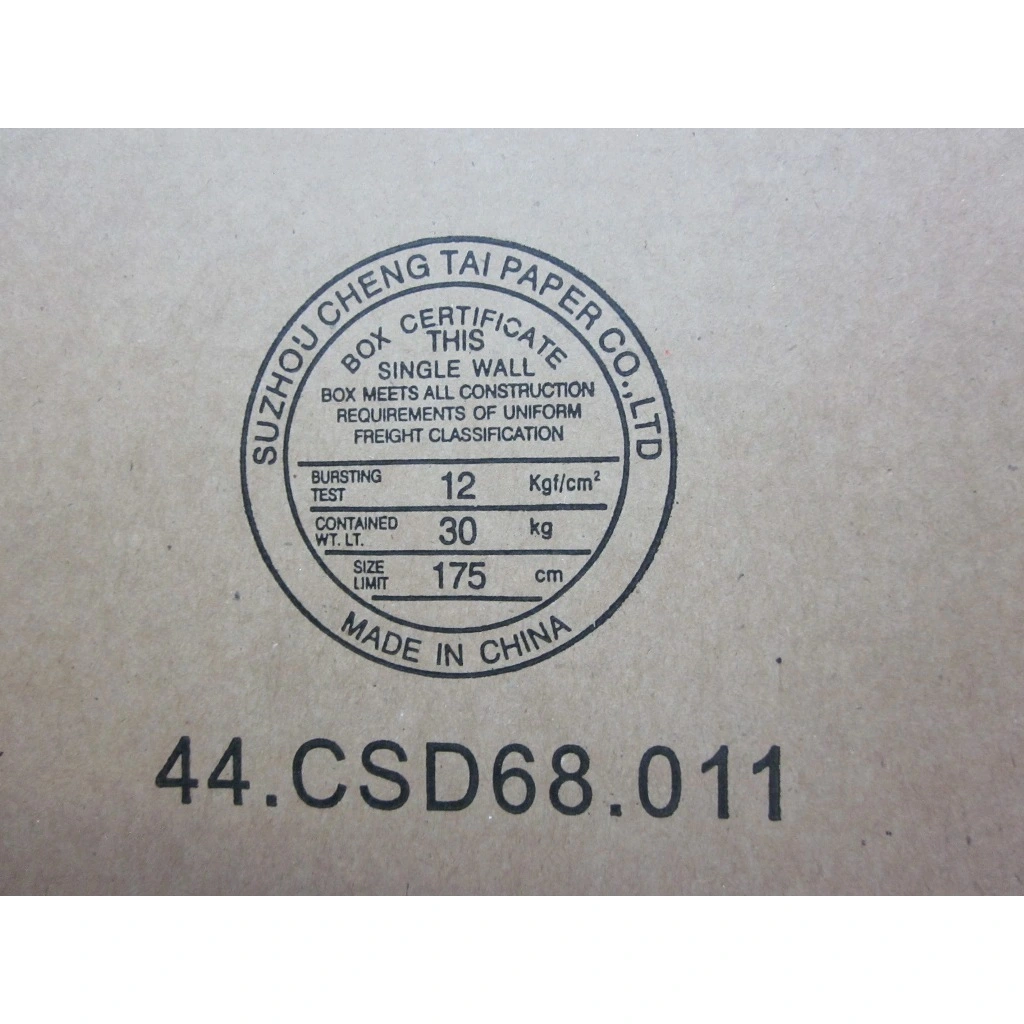 SUZHOU CHENG TAI PAPER CO.,LTD
BOX CERTIFICATE
THIS
SINGLE WALL
BOX MEETS ALL CONSTRUCTION
REQUIREMENTS OF UNIFORM
FREIGHT CLASSIFICATION
BURSTING TEST 12 Kgf/cm²
CONTAINED WT. LT. 30 kg
SIZE LIMIT 175 cm
MADE IN CHINA
44.CSD68.011